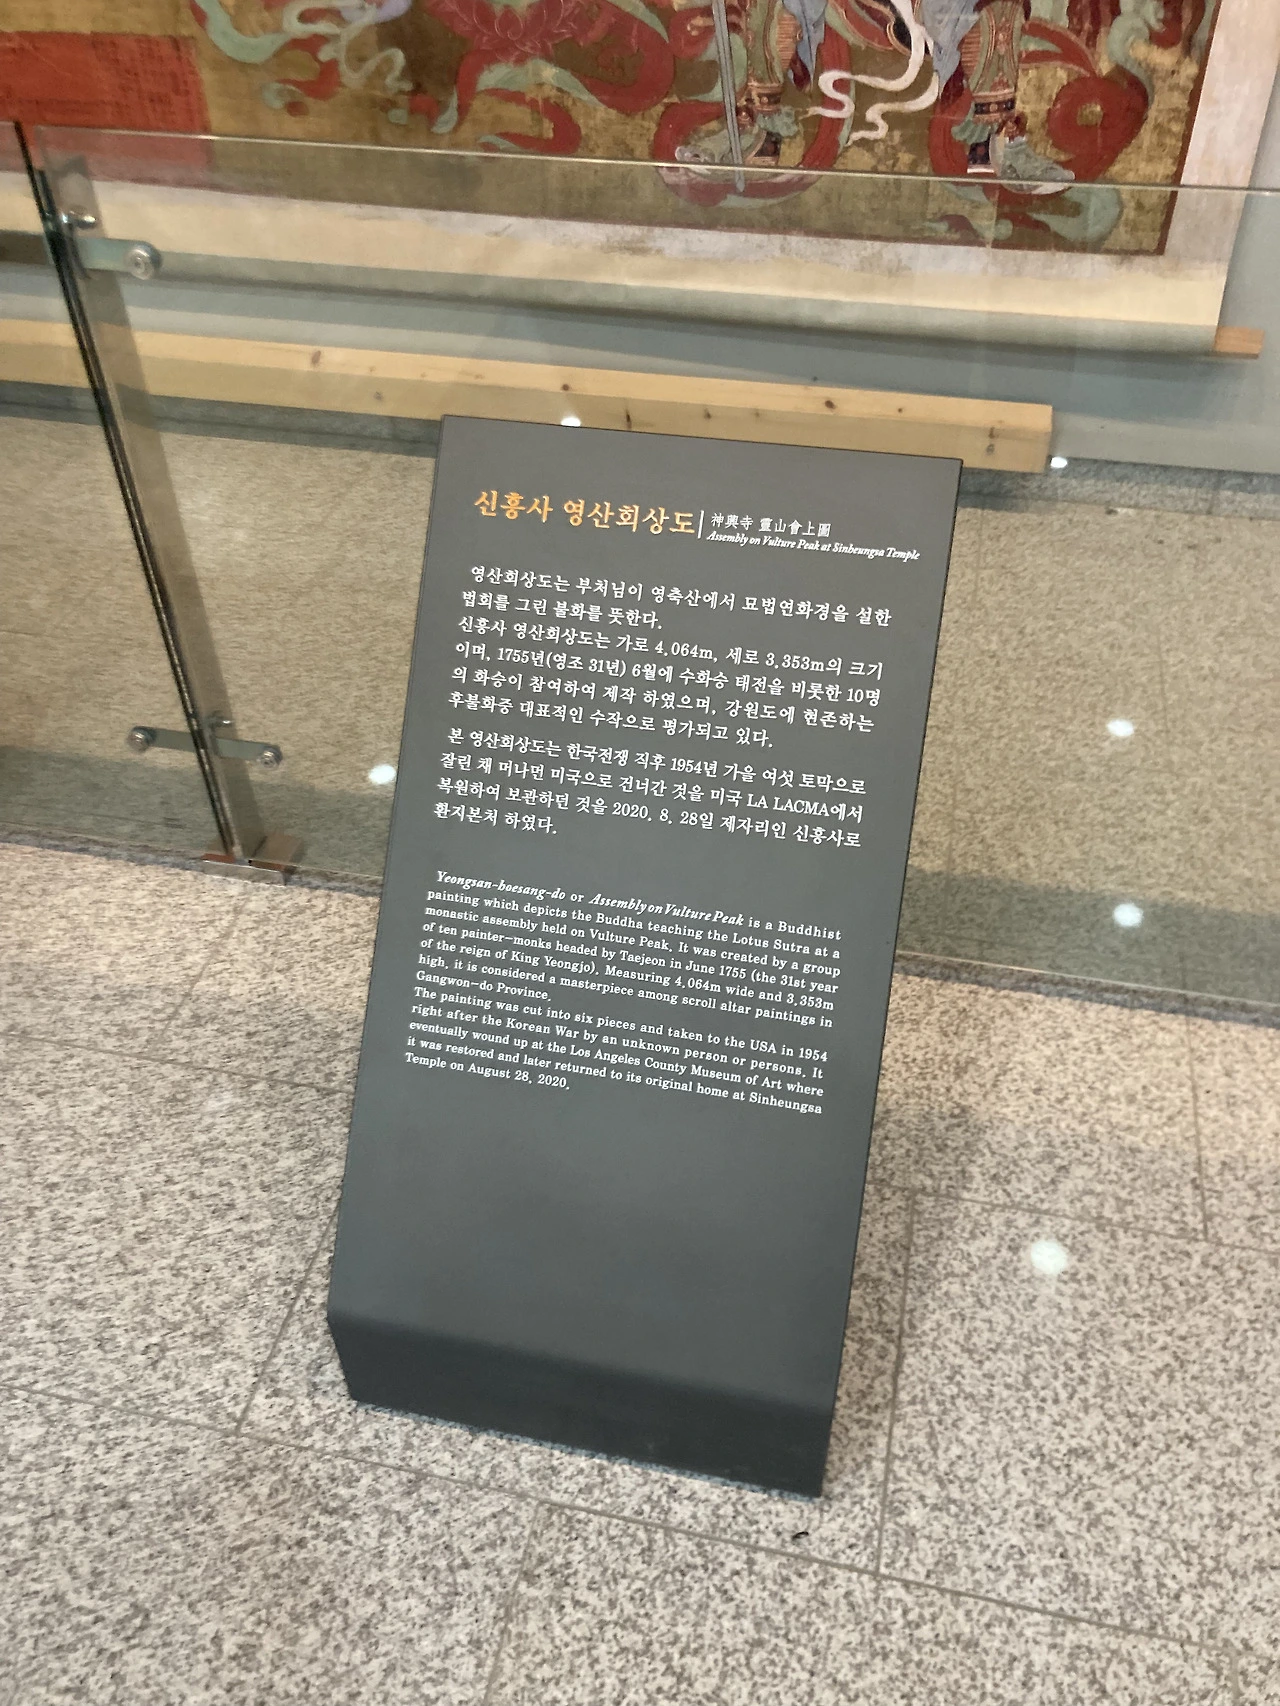 신흥사 영산회상도
神興寺 靈山會上圖
Assembly on Vulture Peak at Sinheungsa Temple
영산회상도는 부처님이 영축산에서 묘법연화경을 설한
법회를 그린 불화를 뜻한다.
신흥사 영산회상도는 가로 4.064m, 세로 3.353m의 크기
이며, 1755년(영조 31년) 6월에 수화승 태전을 비롯한 10명
의 화승이 참여하여 제작 하였으며, 강원도에 현존하는
후불화중 대표적인 수작으로 평가되고 있다.
본 영산회상도는 한국전쟁 직후 1954년 가을 여섯 토막으로
잘린 채 머나먼 미국으로 건너간 것을 미국 LA LACMA에서
복원하여 보관하던 것을 2020. 8. 28일 제자리인 신흥사로
환지본처 하였다.
Yeongsan-hoesang-do or Assembly on Vulture Peak is a Buddhist
painting which depicts the Buddha teaching the Lotus Sutra at a
monastic assembly held on Vulture Peak. It was created by a group
of ten painter-monks headed by Taejeon in June 1755 (the 31st year
of the reign of King Yeongjo). Measuring 4.064m wide and 3.353m
high, it is considered a masterpiece among scroll altar paintings in
Gangwon-do Province.
The painting was cut into six pieces and taken to the USA in 1954
right after the Korean War by an unknown person or persons. It
eventually wound up at the Los Angeles County Museum of Art where
it was restored and later returned to its original home at Sinheungsa
Temple on August 28, 2020.